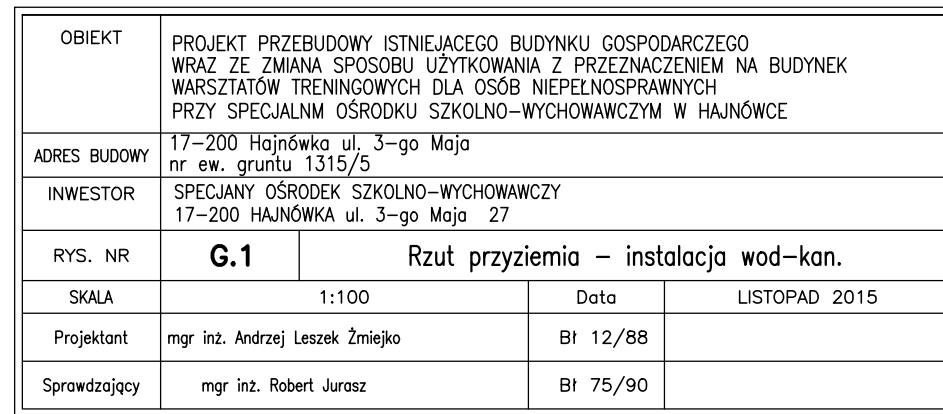 OBIEKT
PROJEKT PRZEBUDOWY ISTNIEJACEGO BUDYNKU GOSPODARCZEGO
WRAZ ZE ZMIANA SPOSOBU UŻYTKOWANIA Z PRZEZNACZENIEM NA BUDYNEK
WARSZTATÓW TRENINGOWYCH DLA OSÓB NIEPEŁNOSPRAWNYCH
PRZY SPECJALNM OŚRODKU SZKOLNO-WYCHOWAWCZYM W HAJNÓWCE
ADRES BUDOWY
17-200 Hajnówka ul. 3-go Maja
nr ew. gruntu 1315/5
INWESTOR
SPECJANY OŚRODEK SZKOLNO-WYCHOWAWCZY
17-200 HAJNÓWKA ul. 3-go Maja 27
RYS. NR G.1 Rzut przyziemia - instalacja wod-kan.
SKALA 1:100 Data LISTOPAD 2015
Projektant mgr inż. Andrzej Leszek Żmiejko Bł 12/88
Sprawdzający mgr inż. Robert Jurasz Bł 75/90